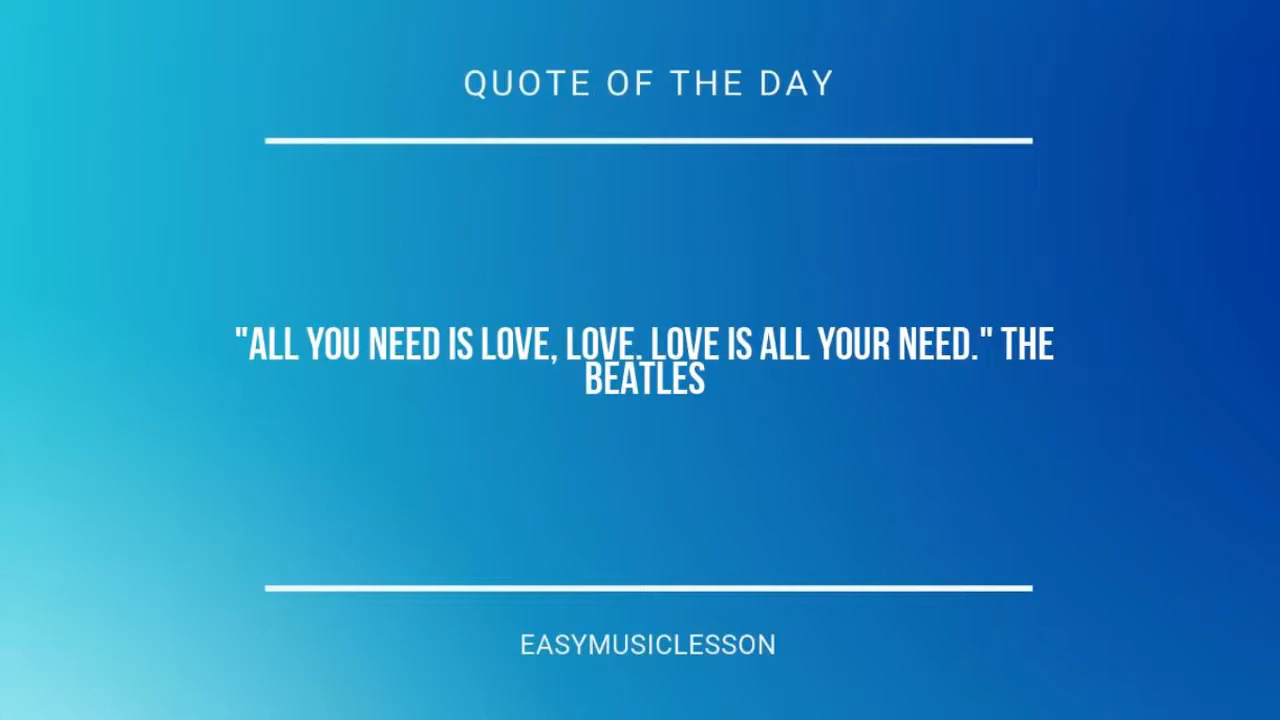 QUOTE OF THE DAY
"ALL YOU NEED IS LOVE, LOVE. LOVE IS ALL YOUR NEED." THE
BEATLES
EASYMUSICLESSON